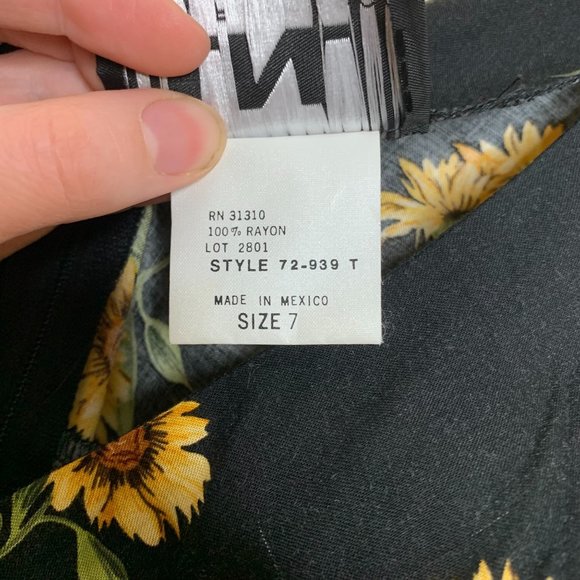 RN 31310
100% RAYON
LOT 2801
STYLE 72-939 T
MADE IN MEXICO
SIZE 7